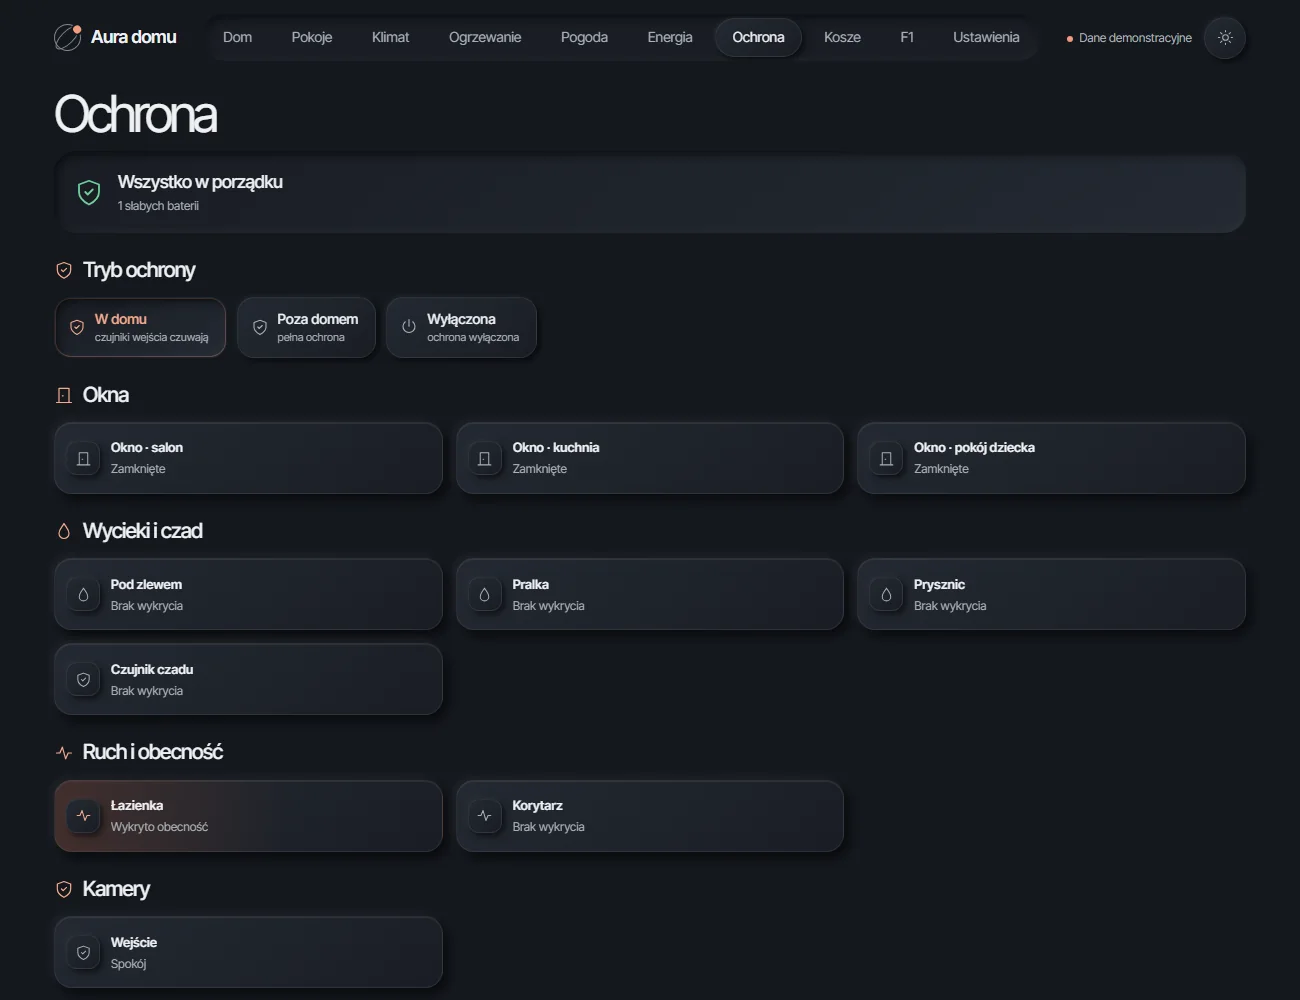 Aura domu
Dom
Pokoje
Klimat
Ogrzewanie
Pogoda
Energia
Ochrona
Kosze
F1
Ustawienia
Dane demonstracyjne
Ochrona
Wszystko w porządku
1 słabych baterii
Tryb ochrony
W domu
czujniki wejścia czuwają
Poza domem
pełna ochrona
Wyłączona
ochrona wyłączona
Okna
Okno · salon
Zamknięte
Okno · kuchnia
Zamknięte
Okno · pokój dziecka
Zamknięte
Wycieki i czad
Pod zlewem
Brak wykrycia
Pralka
Brak wykrycia
Prysznic
Brak wykrycia
Czujnik czadu
Brak wykrycia
Ruch i obecność
Łazienka
Wykryto obecność
Korytarz
Brak wykrycia
Kamery
Wejście
Spokój